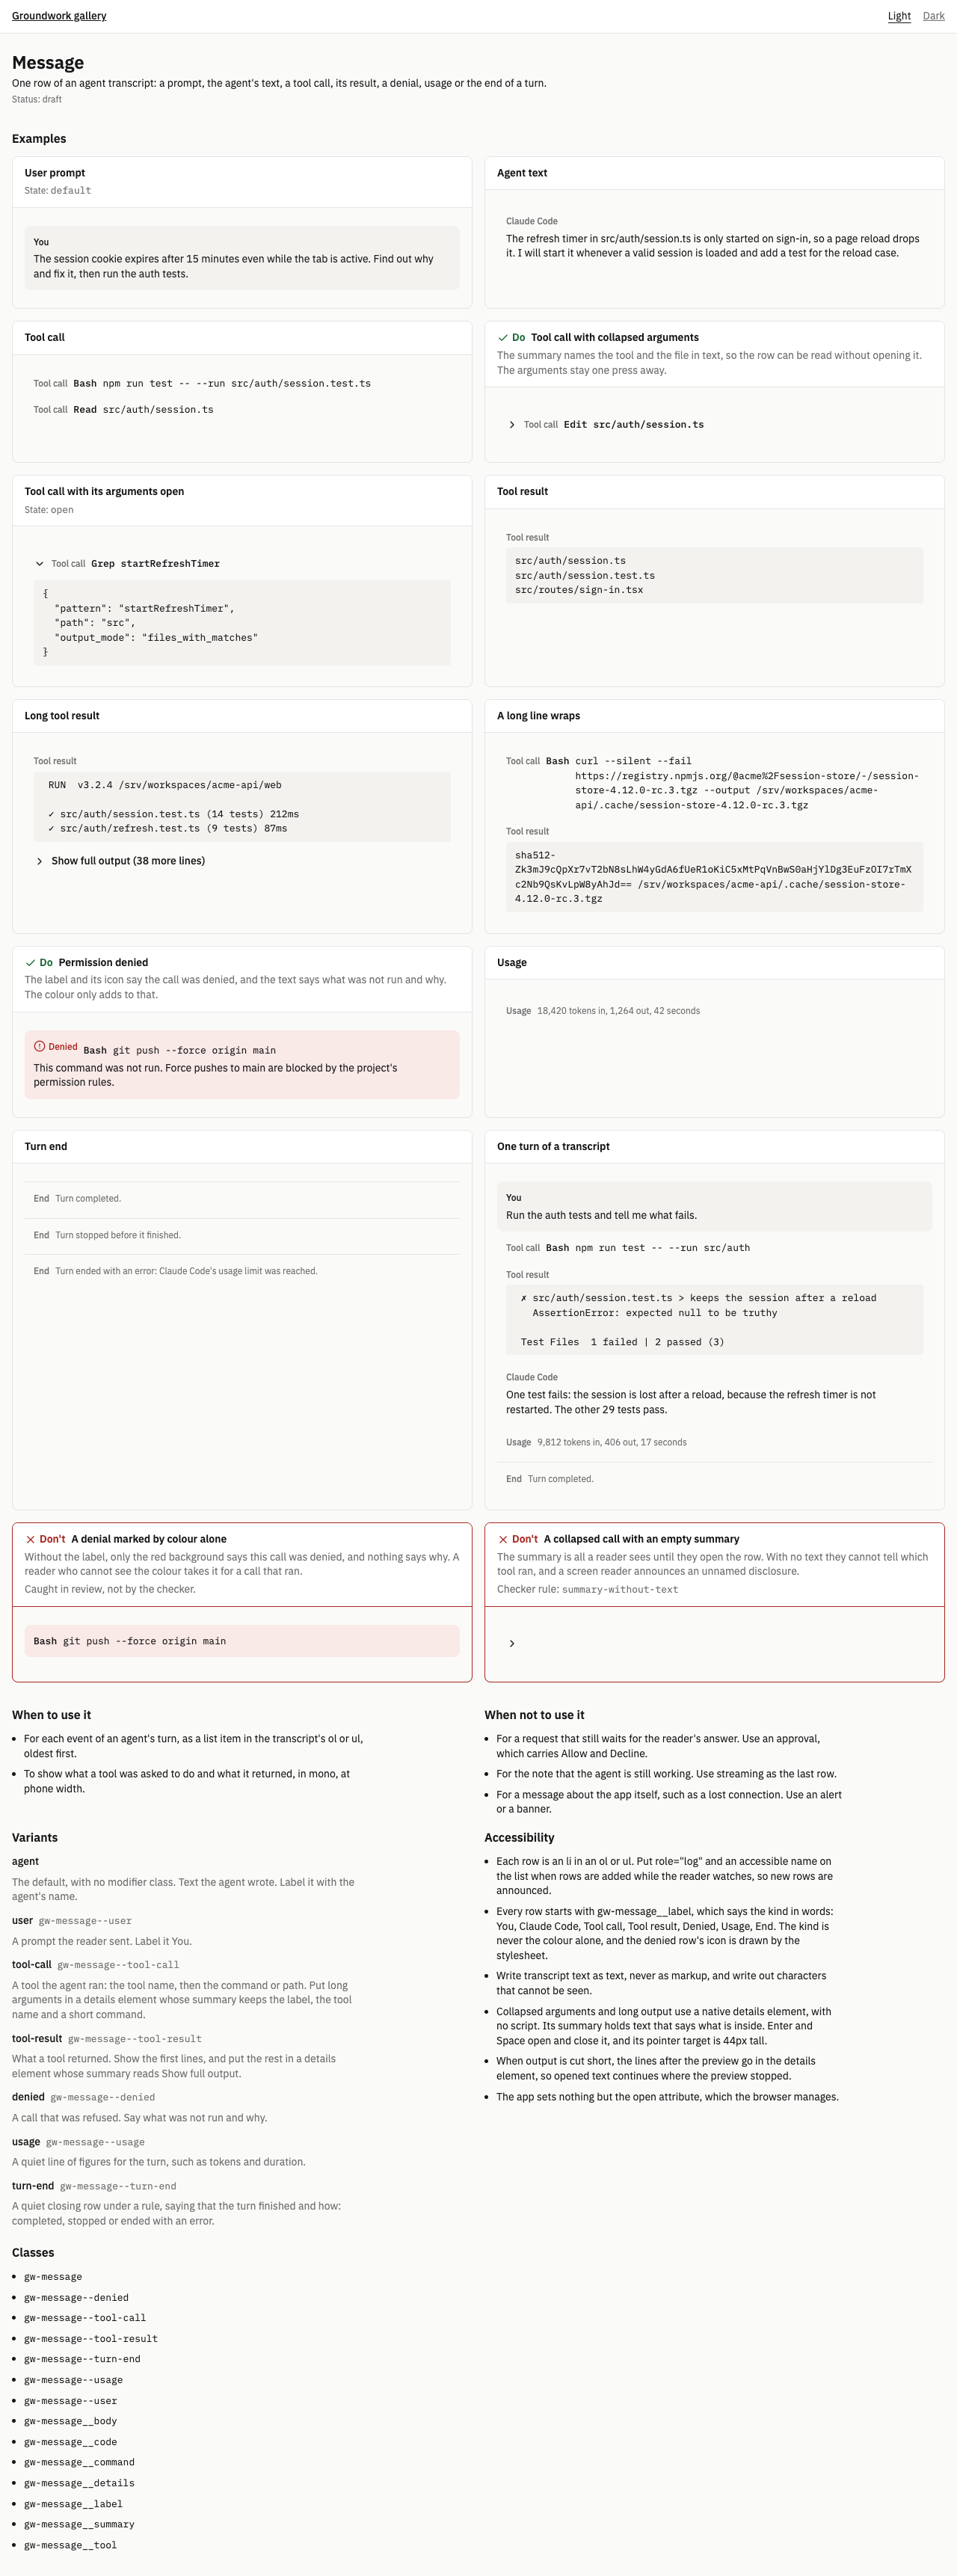 Groundwork gallery
Light Dark
Message
One row of an agent transcript: a prompt, the agent's text, a tool call, its result, a denial, usage or the end of a turn.
Status: draft
Examples
User prompt
State: default
You
The session cookie expires after 15 minutes even while the tab is active. Find out why
and fix it, then run the auth tests.
Agent text
Claude Code
The refresh timer in src/auth/session.ts is only started on sign-in, so a page reload drops
it. I will start it whenever a valid session is loaded and add a test for the reload case.
Tool call
Tool call Bash npm run test -- --run src/auth/session.test.ts
Tool call Read src/auth/session.ts
Do Tool call with collapsed arguments
The summary names the tool and the file in text, so the row can be read without opening it.
The arguments stay one press away.
Tool call Edit src/auth/session.ts
Tool call with its arguments open
State: open
Tool call Grep startRefreshTimer
{
"pattern": "startRefreshTimer",
"path": "src",
"output_mode": "files_with_matches"
}
Tool result
Tool result
src/auth/session.ts
src/auth/session.test.ts
src/routes/sign-in.tsx
Long tool result
Tool result
RUN v3.2.4 /srv/workspaces/acme-api/web
✓ src/auth/session.test.ts (14 tests) 212ms
✓ src/auth/refresh.test.ts (9 tests) 87ms
Show full output (38 more lines)
A long line wraps
Tool call Bash curl --silent --fail
https://registry.npmjs.org/@acme%2Fsession-store/-/session-
store-4.12.0-rc.3.tgz --output /srv/workspaces/acme-
api/.cache/session-store-4.12.0-rc.3.tgz
Tool result
sha512-
Zk3mJ9cQpXr7vT2bN8sLhW4yGdA6fUeR1oKiC5xMtPqVnBwS0aHjYlDg3EuFzOI7rTmX
c2Nb9QsKvLpW8yAhJd== /srv/workspaces/acme-api/.cache/session-store-
4.12.0-rc.3.tgz
Do Permission denied
The label and its icon say the call was denied, and the text says what was not run and why.
The colour only adds to that.
Denied Bash git push --force origin main
This command was not run. Force pushes to main are blocked by the project's
permission rules.
Usage
Usage 18,420 tokens in, 1,264 out, 42 seconds
Turn end
End Turn completed.
End Turn stopped before it finished.
End Turn ended with an error: Claude Code's usage limit was reached.
One turn of a transcript
You
Run the auth tests and tell me what fails.
Tool call Bash npm run test -- --run src/auth
Tool result
✗ src/auth/session.test.ts > keeps the session after a reload
AssertionError: expected null to be truthy
Test Files 1 failed | 2 passed (3)
Claude Code
One test fails: the session is lost after a reload, because the refresh timer is not
restarted. The other 29 tests pass.
Usage 9,812 tokens in, 406 out, 17 seconds
End Turn completed.
Don't A denial marked by colour alone
Without the label, only the red background says this call was denied, and nothing says why. A
reader who cannot see the colour takes it for a call that ran.
Caught in review, not by the checker.
Bash git push --force origin main
Don't A collapsed call with an empty summary
The summary is all a reader sees until they open the row. With no text they cannot tell which
tool ran, and a screen reader announces an unnamed disclosure.
Checker rule: summary-without-text
When to use it
• For each event of an agent's turn, as a list item in the transcript's ol or ul,
oldest first.
• To show what a tool was asked to do and what it returned, in mono, at
phone width.
When not to use it
• For a request that still waits for the reader's answer. Use an approval,
which carries Allow and Decline.
• For the note that the agent is still working. Use streaming as the last row.
• For a message about the app itself, such as a lost connection. Use an alert
or a banner.
Variants
agent
The default, with no modifier class. Text the agent wrote. Label it with the
agent's name.
user gw-message--user
A prompt the reader sent. Label it You.
tool-call gw-message--tool-call
A tool the agent ran: the tool name, then the command or path. Put long
arguments in a details element whose summary keeps the label, the tool
name and a short command.
tool-result gw-message--tool-result
What a tool returned. Show the first lines, and put the rest in a details
element whose summary reads Show full output.
denied gw-message--denied
A call that was refused. Say what was not run and why.
usage gw-message--usage
A quiet line of figures for the turn, such as tokens and duration.
turn-end gw-message--turn-end
A quiet closing row under a rule, saying that the turn finished and how:
completed, stopped or ended with an error.
Accessibility
• Each row is an li in an ol or ul. Put role="log" and an accessible name on
the list when rows are added while the reader watches, so new rows are
announced.
• Every row starts with gw-message__label, which says the kind in words:
You, Claude Code, Tool call, Tool result, Denied, Usage, End. The kind is
never the colour alone, and the denied row's icon is drawn by the
stylesheet.
• Write transcript text as text, never as markup, and write out characters
that cannot be seen.
• Collapsed arguments and long output use a native details element, with
no script. Its summary holds text that says what is inside. Enter and
Space open and close it, and its pointer target is 44px tall.
• When output is cut short, the lines after the preview go in the details
element, so opened text continues where the preview stopped.
• The app sets nothing but the open attribute, which the browser manages.
Classes
• gw-message
• gw-message--denied
• gw-message--tool-call
• gw-message--tool-result
• gw-message--turn-end
• gw-message--usage
• gw-message--user
• gw-message__body
• gw-message__code
• gw-message__command
• gw-message__details
• gw-message__label
• gw-message__summary
• gw-message__tool